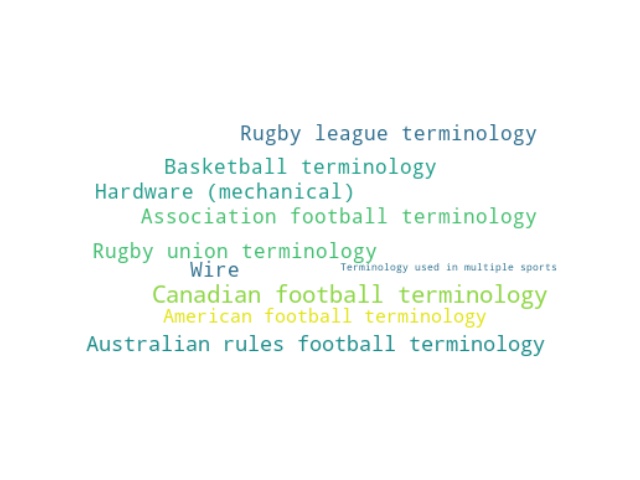 Rugby league terminology
Basketball terminology
Hardware (mechanical)
Association football terminology
Rugby union terminology
Wire
Terminology used in multiple sports
Canadian football terminology
American football terminology
Australian rules football terminology